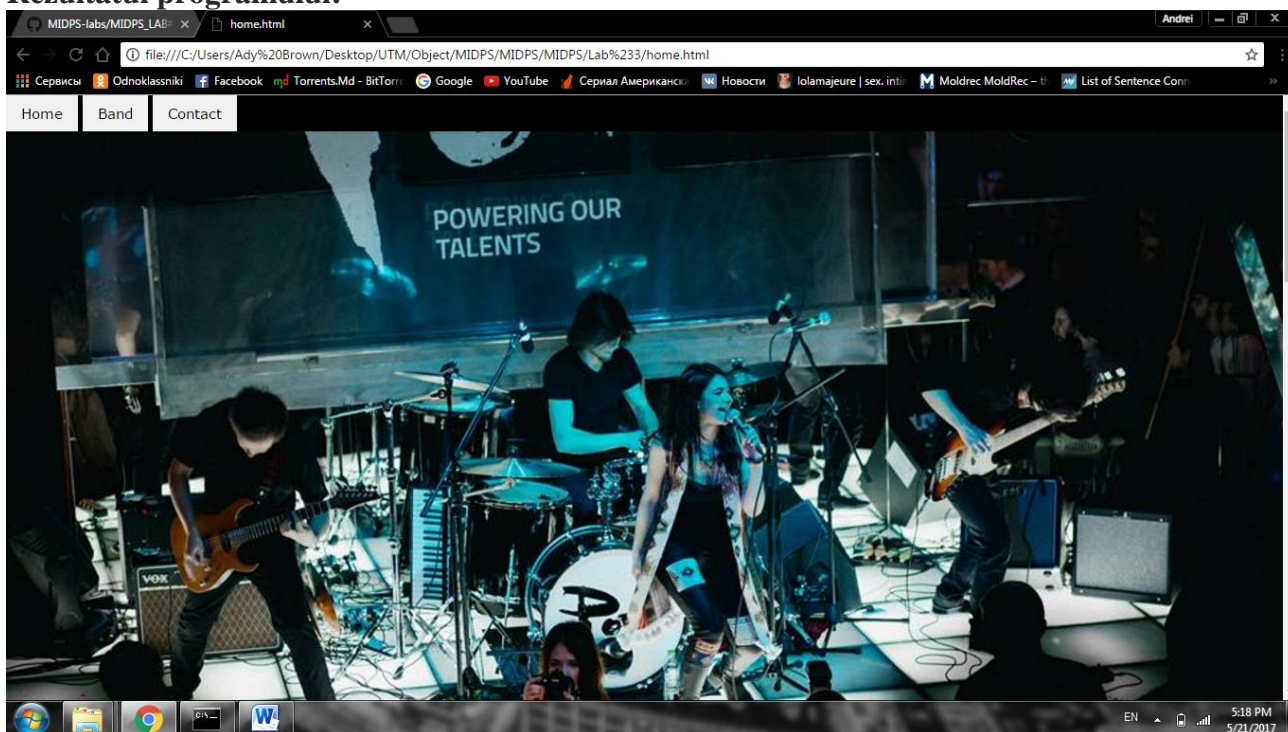 Rezultatul programului:
MIDPS-labs/MIDPS_LAB
home.html
Andrei
file:///C:/Users/Ady%20Brown/Desktop/UTM/Object/MIDPS/MIDPS/MIDPS/Lab%233/home.html
Сервисы Odnoklassniki Facebook Torrents.Md - BitTorre Google YouTube Сериал Американска Новости lolamajeure | sex. inti Moldrec MoldRec – t List of Sentence Conn
Home Band Contact
POWERING OUR
TALENTS
VOX
EN
5:18 PM
5/21/2017